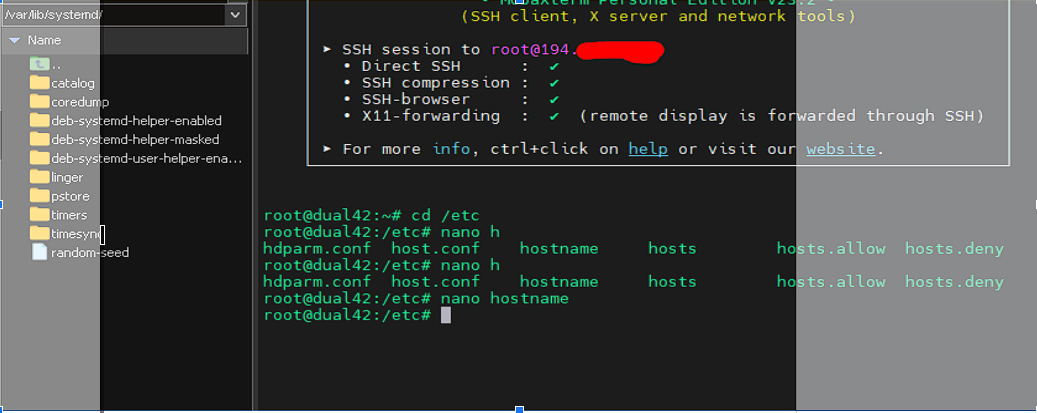 /var/lib/systemd/
Name
..
catalog
coredump
deb-systemd-helper-enabled
deb-systemd-helper-masked
deb-systemd-user-helper-ena...
linger
pstore
timers
timesync
random-seed
• MobaXterm Personal Edition v23.2 •
(SSH client, X server and network tools)
➤ SSH session to root@194.
• Direct SSH : ✔
• SSH compression : ✔
• SSH-browser : ✔
• X11-forwarding : ✔ (remote display is forwarded through SSH)
➤ For more info, ctrl+click on help or visit our website.
root@dual42:~# cd /etc
root@dual42:/etc# nano h
hdparm.conf host.conf hostname hosts hosts.allow hosts.deny
root@dual42:/etc# nano h
hdparm.conf host.conf hostname hosts hosts.allow hosts.deny
root@dual42:/etc# nano hostname
root@dual42:/etc#